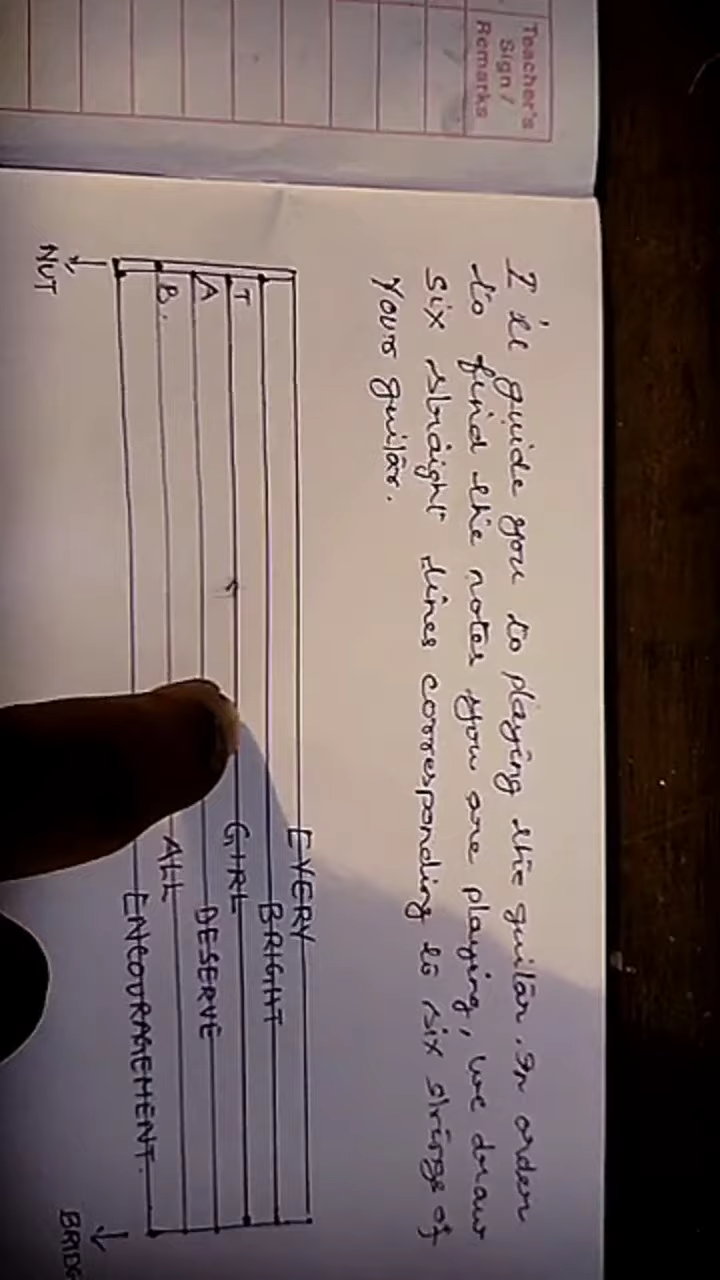 Teacher's
Sign /
Remarks
I'll guide you to playing the guitar. In order
to find the notes you are playing, we draw
six straight lines corresponding to six strings of
your guitar.
EVERY
BRIGHT
T
GIRL
A
DESERVE
B.
ALL
ENCOURAGEMENT.
NUT
BRIDG